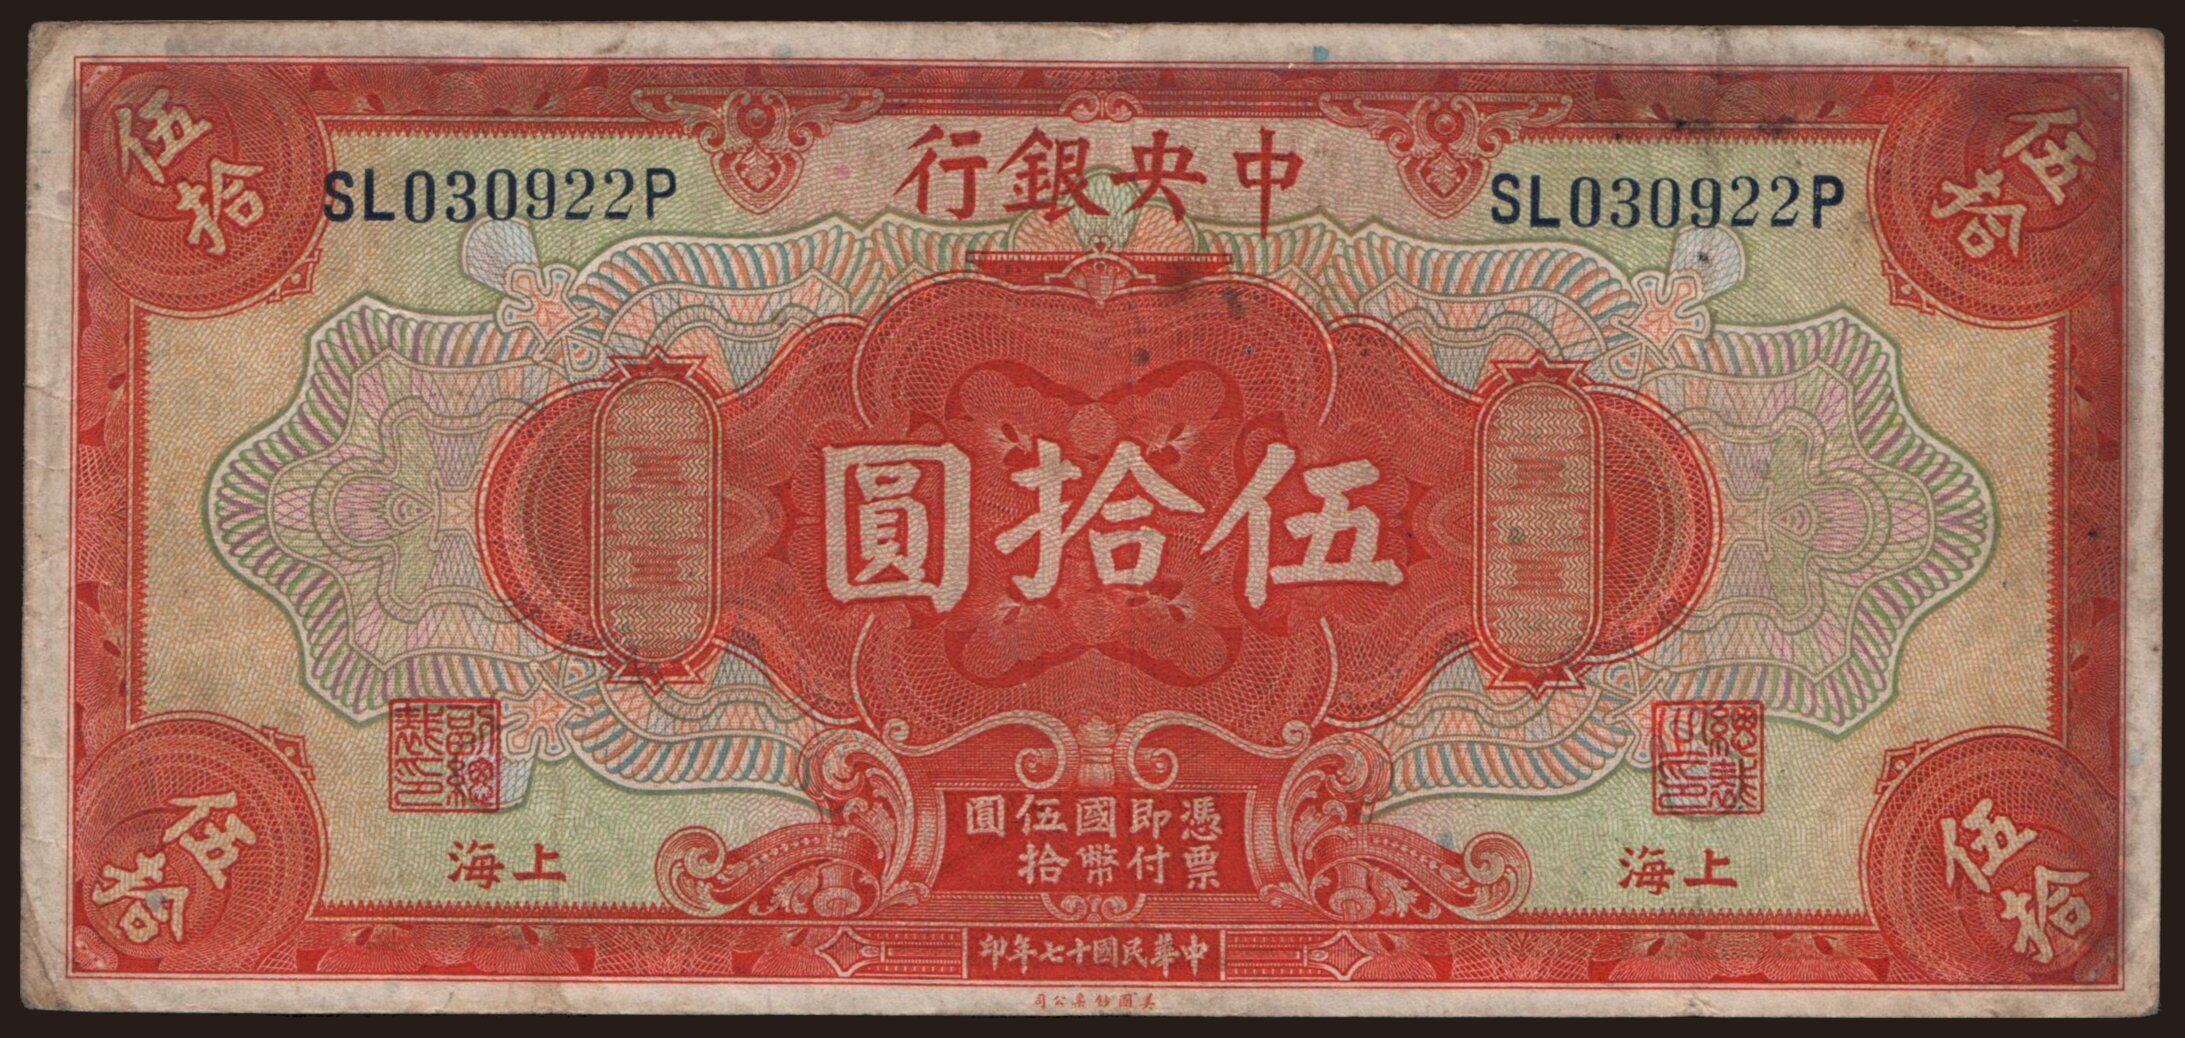 伍拾
伍拾
中央銀行
SL030922P
SL030922P
伍拾圓
憑票即付國幣伍拾圓
上海
上海
伍拾
伍拾
中華民國十七年印
美國鈔票公司